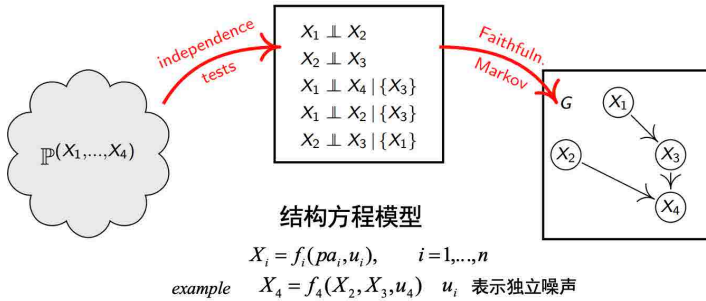 independence
tests
Faithfuln.
Markov
ℙ^(X₁,...,X₄)
X₁ ⫫ X₂
X₂ ⫫ X₃
X₁ ⫫ X₄ | {X₃}
X₁ ⫫ X₂ | {X₃}
X₂ ⫫ X₃ | {X₁}
G
X₁
X₂
X₃
X₄
结构方程模型
Xᵢ = fᵢ(paᵢ, uᵢ), i = 1,...,n
example X₄ = f₄(X₂, X₃, u₄) uᵢ 表示独立噪声